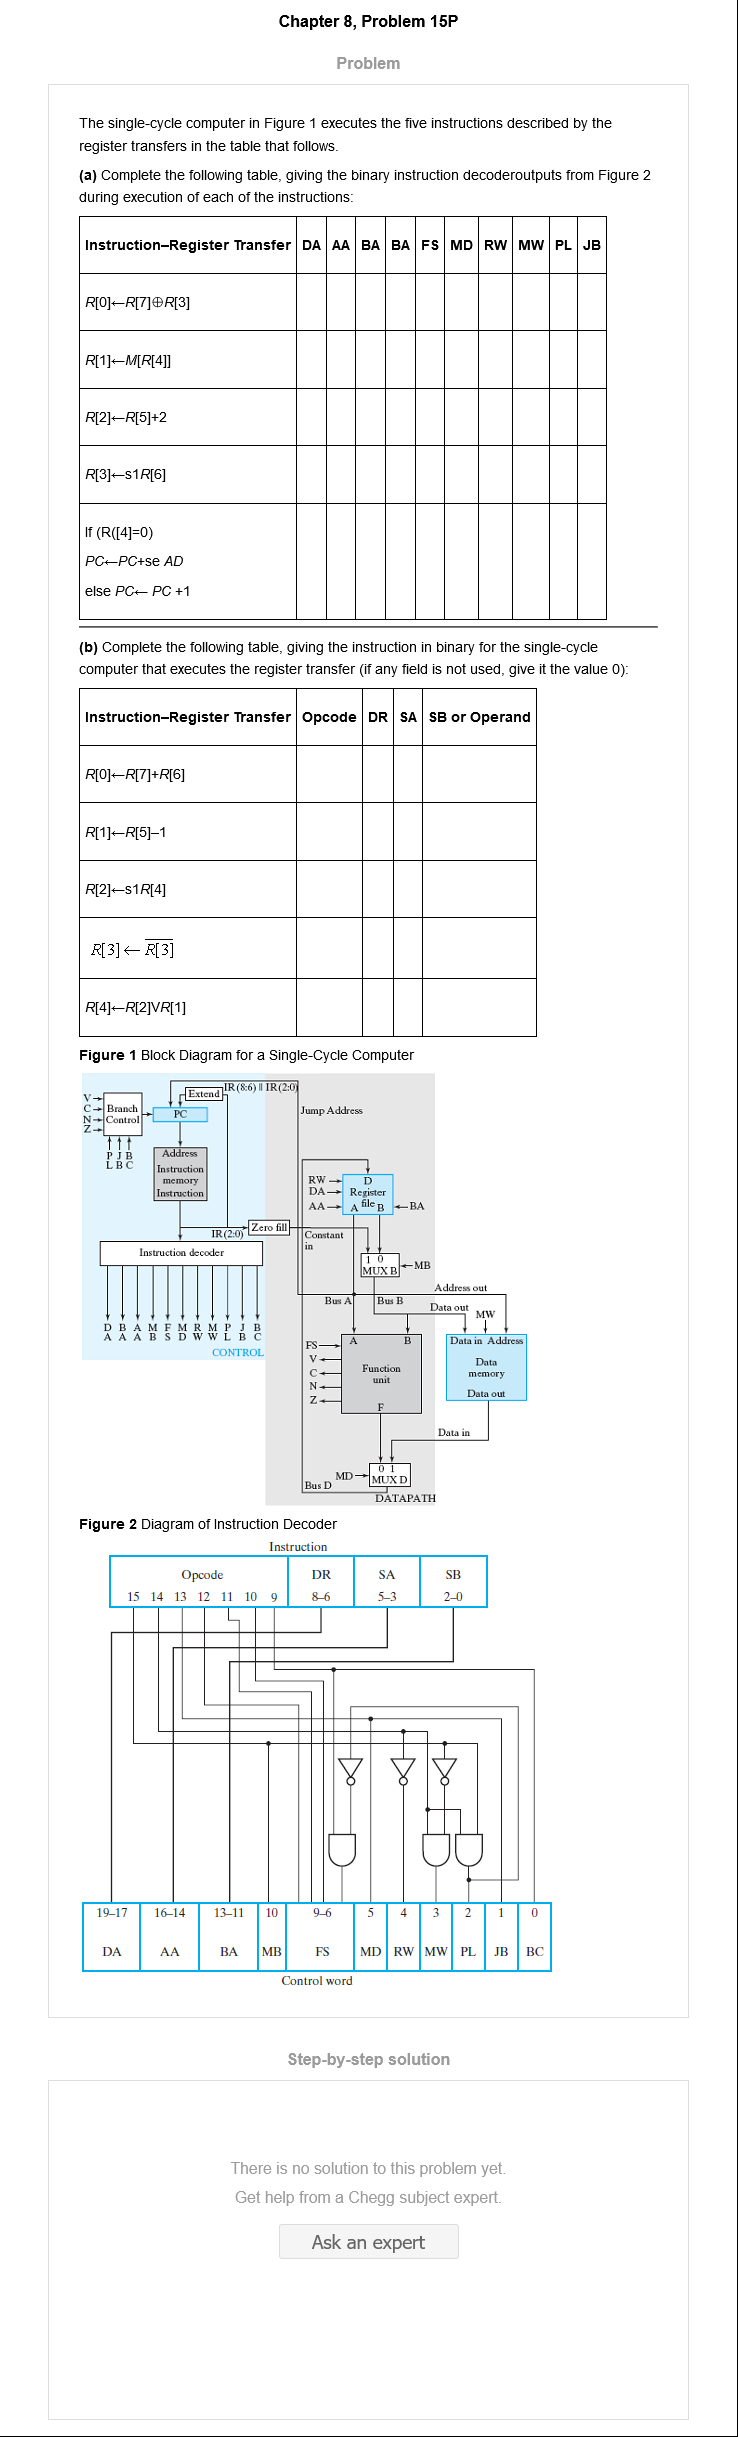 Chapter 8, Problem 15P
Problem
The single-cycle computer in Figure 1 executes the five instructions described by the
register transfers in the table that follows.
(a) Complete the following table, giving the binary instruction decoderoutputs from Figure 2
during execution of each of the instructions:
Instruction–Register Transfer DA AA BA BA FS MD RW MW PL JB
R[0]←R[7]⊕R[3]
R[1]←M[R[4]]
R[2]←R[5]+2
R[3]←s1R[6]
If (R([4]=0)
PC←PC+se AD
else PC← PC +1
(b) Complete the following table, giving the instruction in binary for the single-cycle
computer that executes the register transfer (if any field is not used, give it the value 0):
Instruction–Register Transfer Opcode DR SA SB or Operand
R[0]←R[7]+R[6]
R[1]←R[5]–1
R[2]←s1R[4]
R[3] ← R̅[̅3̅]̅
R[4]←R[2]VR[1]
Figure 1 Block Diagram for a Single-Cycle Computer
IR(8:6) || IR(2:0)
Extend
V
C
N
Z
Branch
Control
PC
Jump Address
P J B
L B C
Address
Instruction
memory
Instruction
RW
DA
AA
D
Register
file
A B
BA
IR(2:0)
Zero fill
Constant
in
Instruction decoder
1 0
MUX B
MB
Address out
Bus A
Bus B
Data out
MW
D B A M F M R M P J B
A A A B S D W W L B C
CONTROL
FS
V
C
N
Z
A B
Function
unit
F
Data in Address
Data
memory
Data out
Data in
0 1
MUX D
MD
Bus D
DATAPATH
Figure 2 Diagram of Instruction Decoder
Instruction
Opcode DR SA SB
15 14 13 12 11 10 9 8–6 5–3 2–0
19–17 16–14 13–11 10 9–6 5 4 3 2 1 0
DA AA BA MB FS MD RW MW PL JB BC
Control word
Step-by-step solution
There is no solution to this problem yet.
Get help from a Chegg subject expert.
Ask an expert